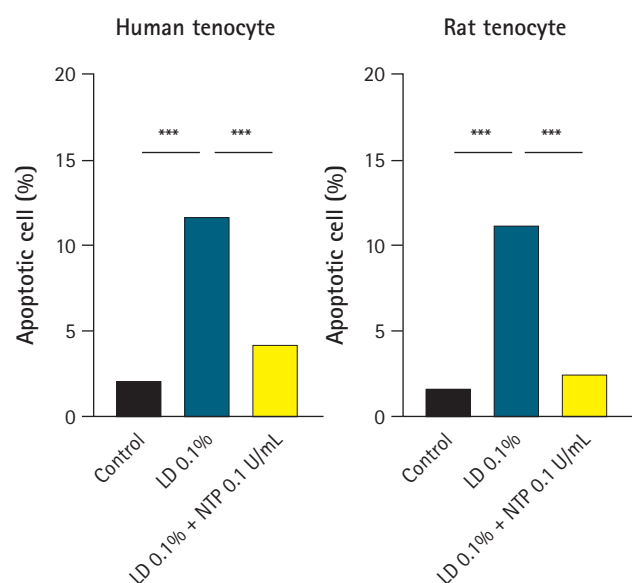 Human tenocyte
20
15
10
5
0
Apoptotic cell (%)
***
***
Control
LD 0.1%
LD 0.1% + NTP 0.1 U/mL
Rat tenocyte
20
15
10
5
0
Apoptotic cell (%)
***
***
Control
LD 0.1%
LD 0.1% + NTP 0.1 U/mL